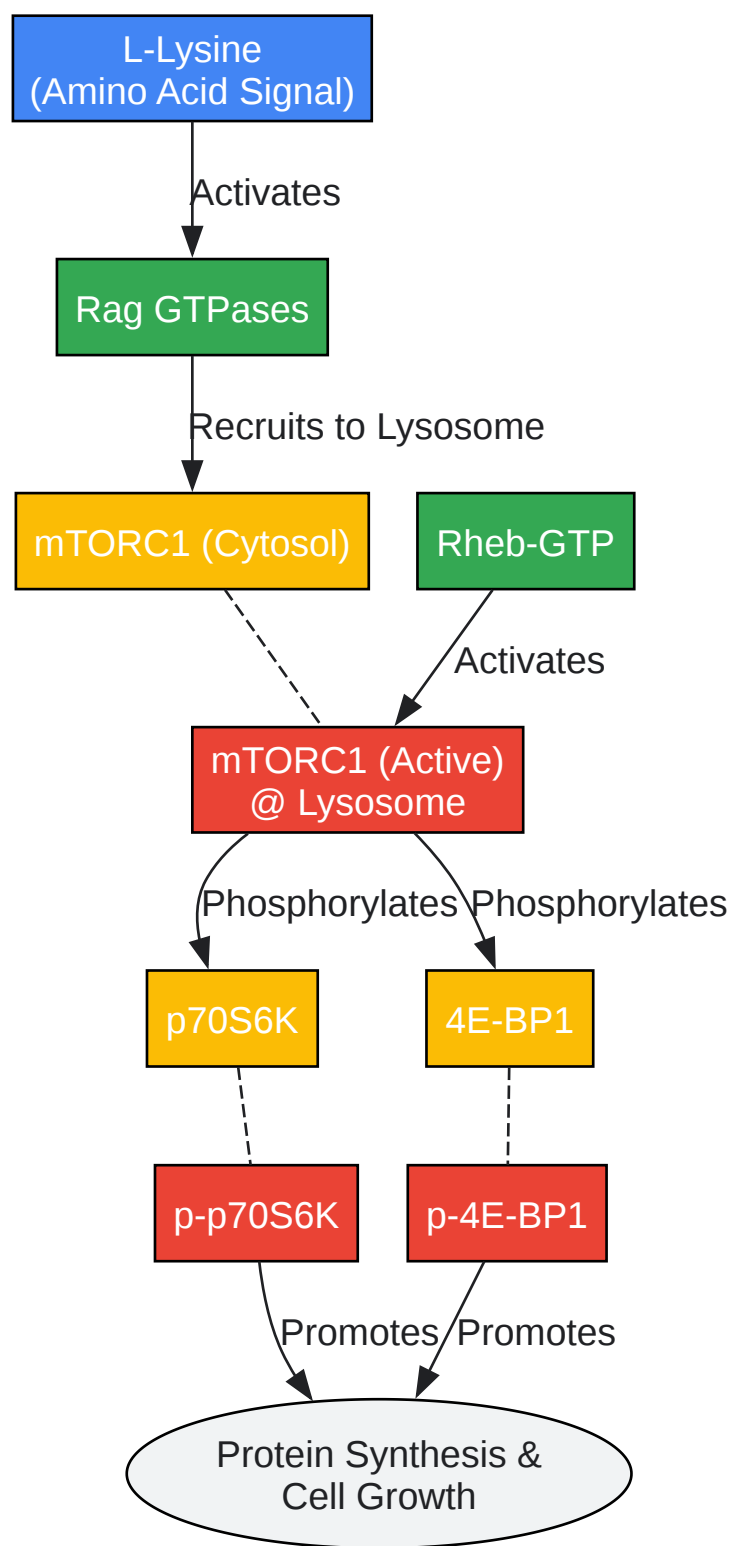 L-Lysine
(Amino Acid Signal)
Activates
Rag GTPases
Recruits to Lysosome
mTORC1 (Cytosol)
Rheb-GTP
Activates
mTORC1 (Active)
@ Lysosome
Phosphorylates
Phosphorylates
p70S6K
4E-BP1
p-p70S6K
p-4E-BP1
Promotes
Promotes
Protein Synthesis &
Cell Growth